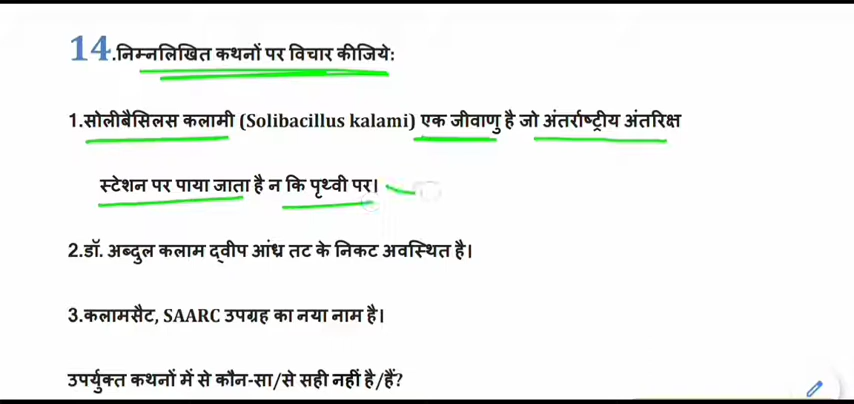 14.निम्नलिखित कथनों पर विचार कीजिये:
1.सोलीबैसिलस कलामी (Solibacillus kalami) एक जीवाणु है जो अंतर्राष्ट्रीय अंतरिक्ष
स्टेशन पर पाया जाता है न कि पृथ्वी पर।
2.डॉ. अब्दुल कलाम द्वीप आंध्र तट के निकट अवस्थित है।
3.कलामसैट, SAARC उपग्रह का नया नाम है।
उपर्युक्त कथनों में से कौन-सा/से सही नहीं है/हैं?